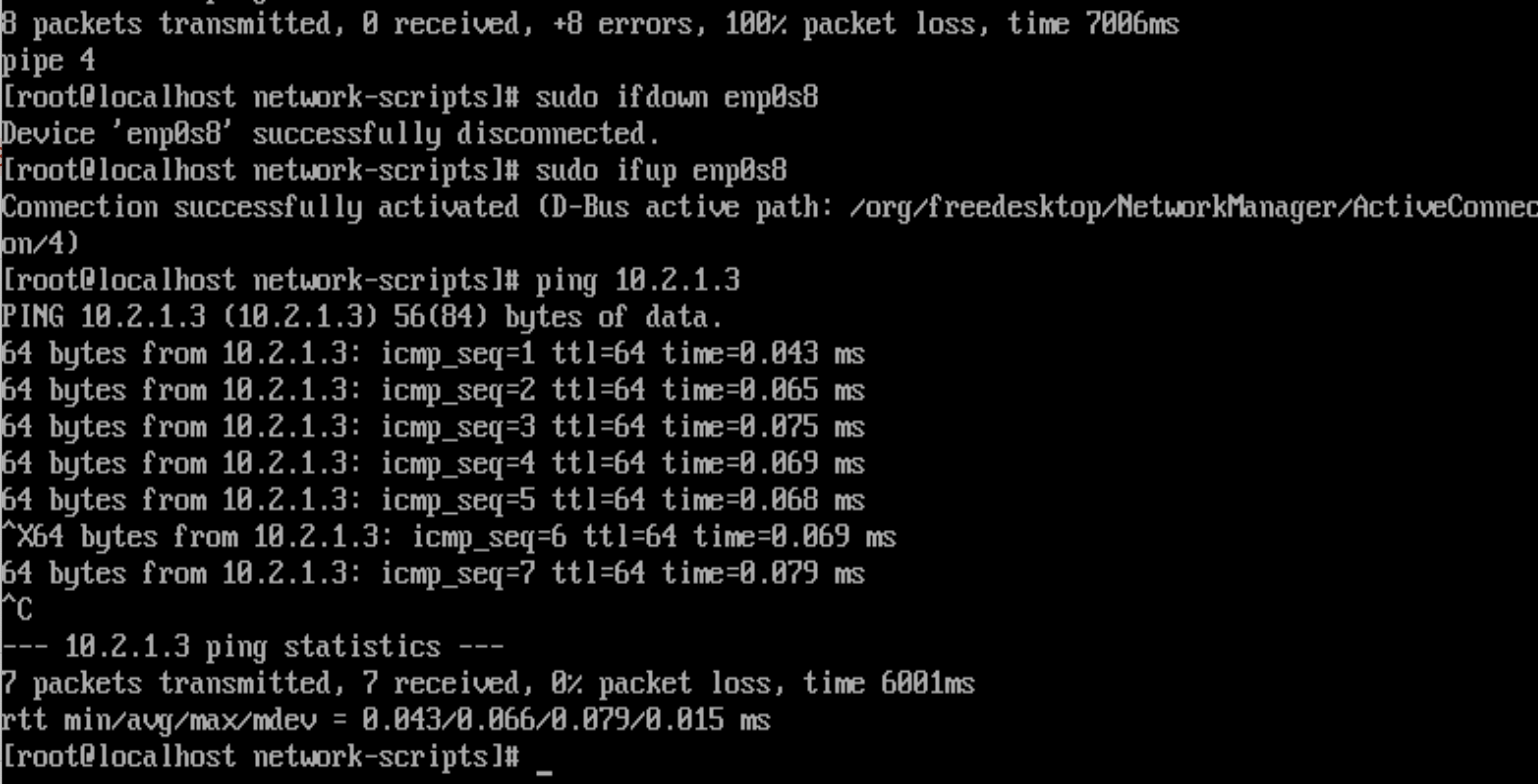 8 packets transmitted, 0 received, +8 errors, 100% packet loss, time 7006ms
pipe 4
[root@localhost network-scripts]# sudo ifdown enp0s8
Device 'enp0s8' successfully disconnected.
[root@localhost network-scripts]# sudo ifup enp0s8
Connection successfully activated (D-Bus active path: /org/freedesktop/NetworkManager/ActiveConnec
on/4)
[root@localhost network-scripts]# ping 10.2.1.3
PING 10.2.1.3 (10.2.1.3) 56(84) bytes of data.
64 bytes from 10.2.1.3: icmp_seq=1 ttl=64 time=0.043 ms
64 bytes from 10.2.1.3: icmp_seq=2 ttl=64 time=0.065 ms
64 bytes from 10.2.1.3: icmp_seq=3 ttl=64 time=0.075 ms
64 bytes from 10.2.1.3: icmp_seq=4 ttl=64 time=0.069 ms
64 bytes from 10.2.1.3: icmp_seq=5 ttl=64 time=0.068 ms
^X64 bytes from 10.2.1.3: icmp_seq=6 ttl=64 time=0.069 ms
64 bytes from 10.2.1.3: icmp_seq=7 ttl=64 time=0.079 ms
^C
--- 10.2.1.3 ping statistics ---
7 packets transmitted, 7 received, 0% packet loss, time 6001ms
rtt min/avg/max/mdev = 0.043/0.066/0.079/0.015 ms
[root@localhost network-scripts]# _